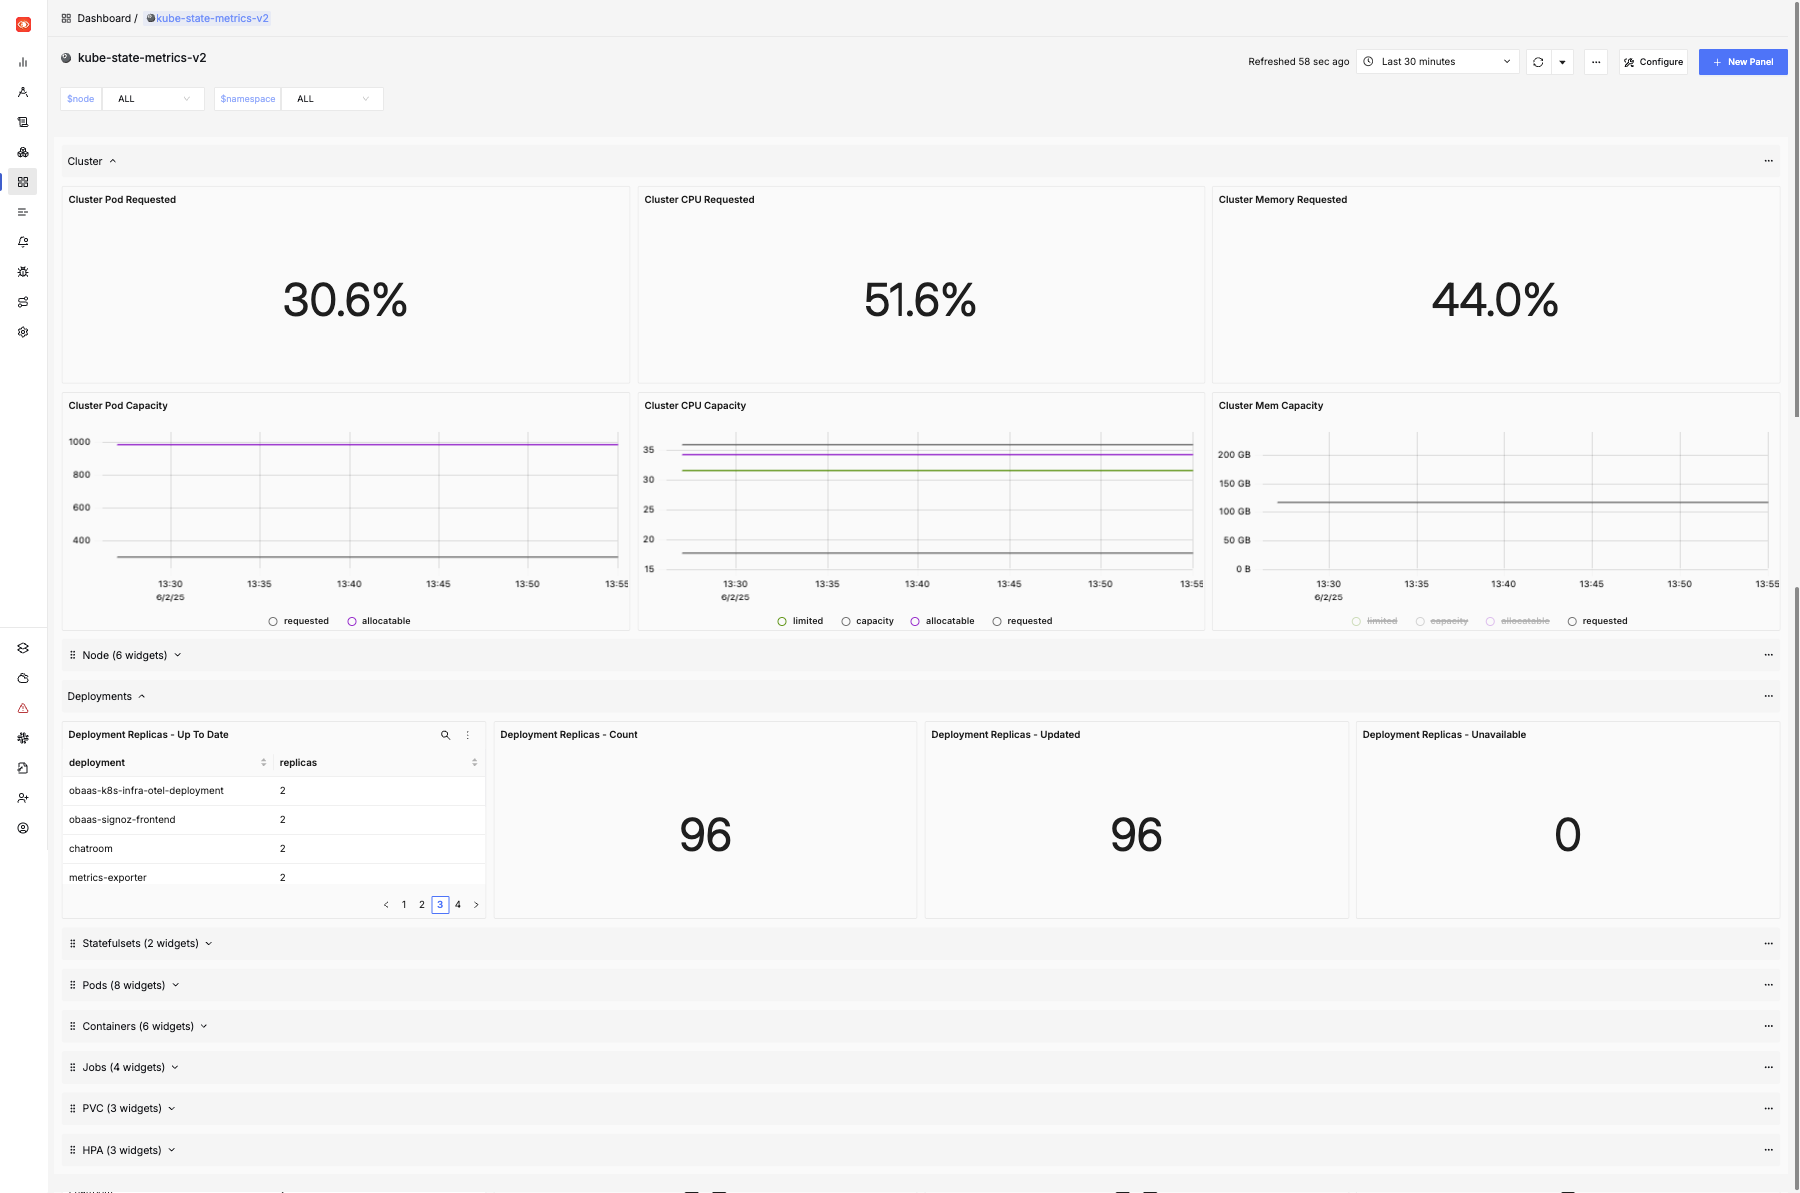 Dashboard / kube-state-metrics-v2
kube-state-metrics-v2
Refreshed 58 sec ago
Last 30 minutes
Configure
+ New Panel
$node ALL
$namespace ALL
Cluster
Cluster Pod Requested
30.6%
Cluster CPU Requested
51.6%
Cluster Memory Requested
44.0%
Cluster Pod Capacity
1000
800
600
400
13:30 13:35 13:40 13:45 13:50 13:55
6/2/25
requested allocatable
Cluster CPU Capacity
35
30
25
20
15
13:30 13:35 13:40 13:45 13:50 13:55
6/2/25
limited capacity allocatable requested
Cluster Mem Capacity
200 GB
150 GB
100 GB
50 GB
0 B
13:30 13:35 13:40 13:45 13:50 13:55
6/2/25
limited capacity allocatable requested
Node (6 widgets)
Deployments
Deployment Replicas - Up To Date
deployment replicas
obaas-k8s-infra-otel-deployment 2
obaas-signoz-frontend 2
chatroom 2
metrics-exporter 2
< 1 2 3 4 >
Deployment Replicas - Count
96
Deployment Replicas - Updated
96
Deployment Replicas - Unavailable
0
Statefulsets (2 widgets)
Pods (8 widgets)
Containers (6 widgets)
Jobs (4 widgets)
PVC (3 widgets)
HPA (3 widgets)